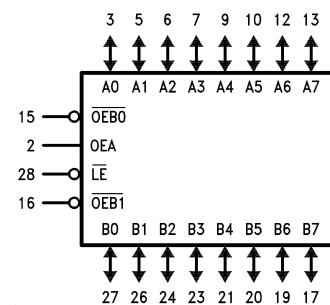 3 5 6 7 9 10 12 13
A0 A1 A2 A3 A4 A5 A6 A7
15 OEB0
2 OEA
28 LE
16 OEB1
B0 B1 B2 B3 B4 B5 B6 B7
27 26 24 23 21 20 19 17